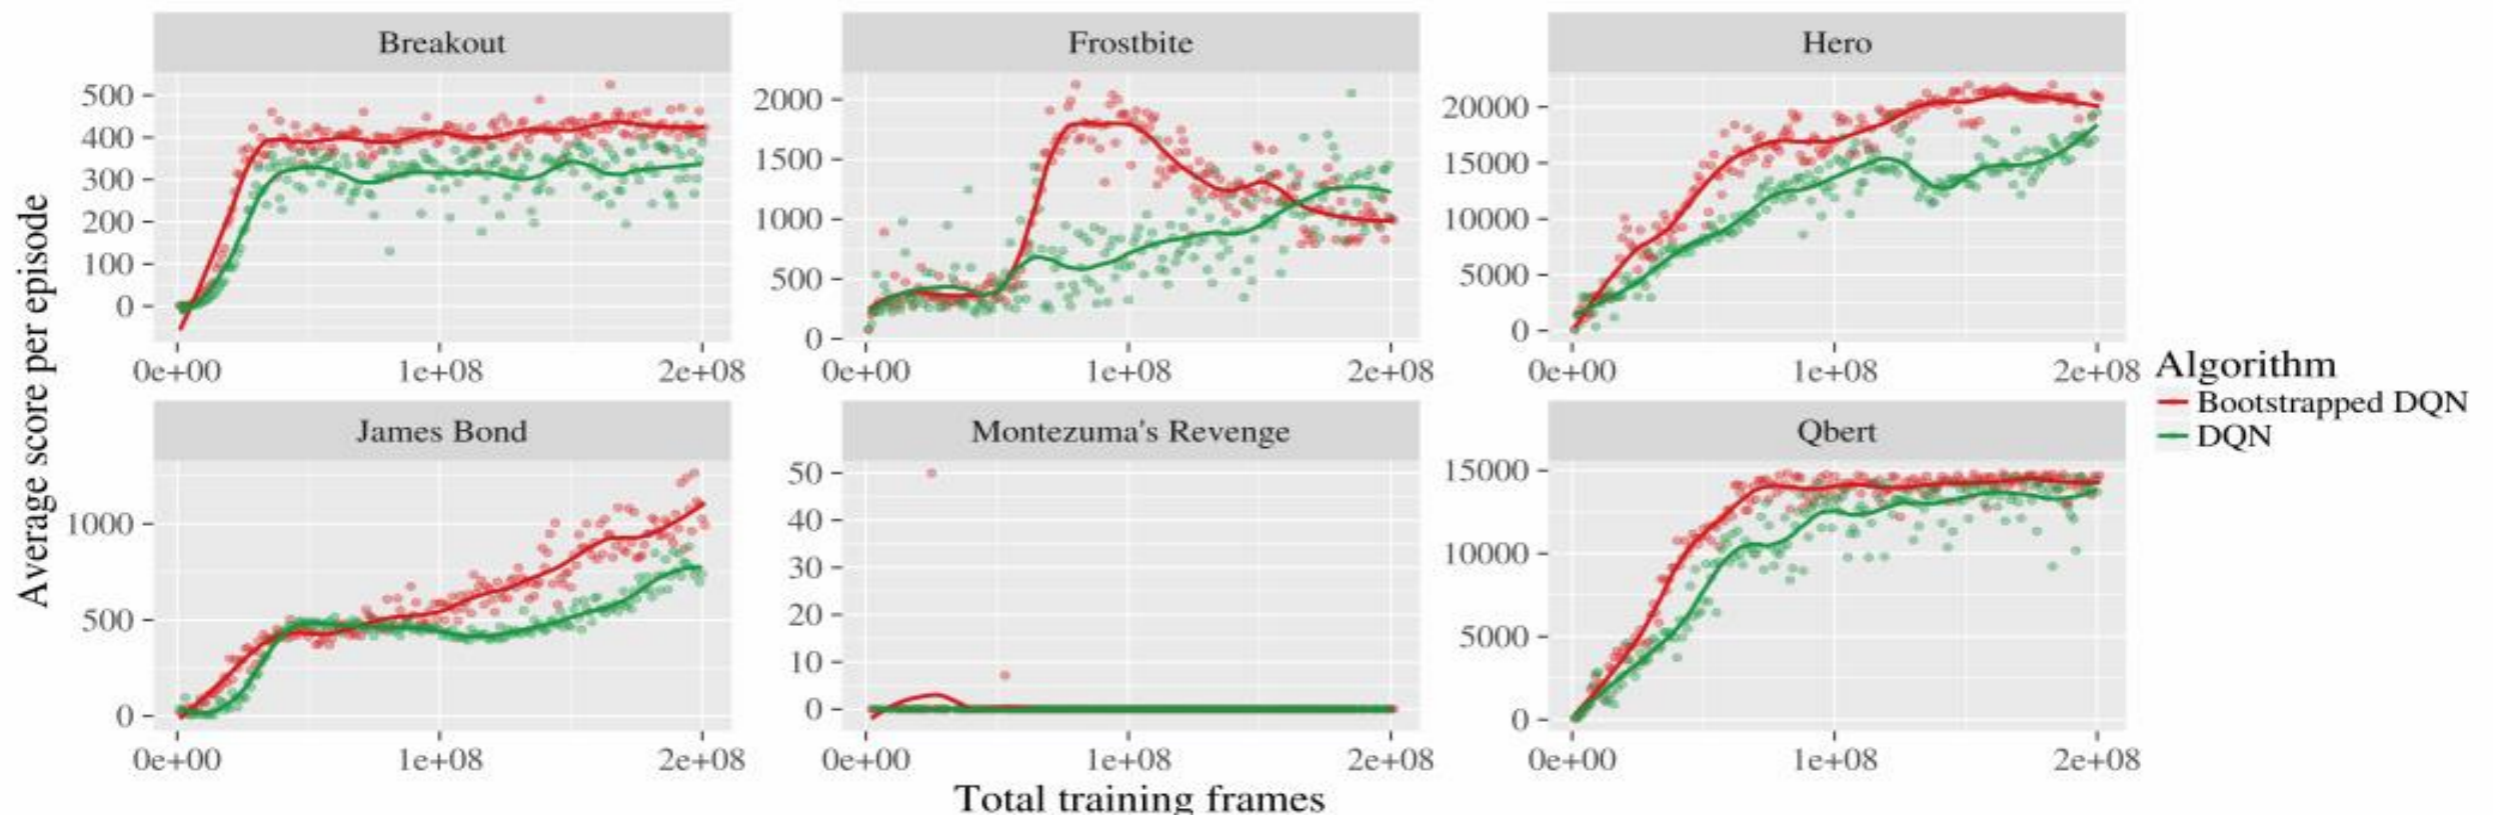 Breakout
Frostbite
Hero
500
400
300
200
100
0
2000
1500
1000
500
0
20000
15000
10000
5000
0
0e+00 1e+08 2e+08
0e+00 1e+08 2e+08
0e+00 1e+08 2e+08
Average score per episode
Algorithm
Bootstrapped DQN
DQN
James Bond
Montezuma's Revenge
Qbert
1000
500
0
50
40
30
20
10
0
15000
10000
5000
0
0e+00 1e+08 2e+08
0e+00 1e+08 2e+08
0e+00 1e+08 2e+08
Total training frames